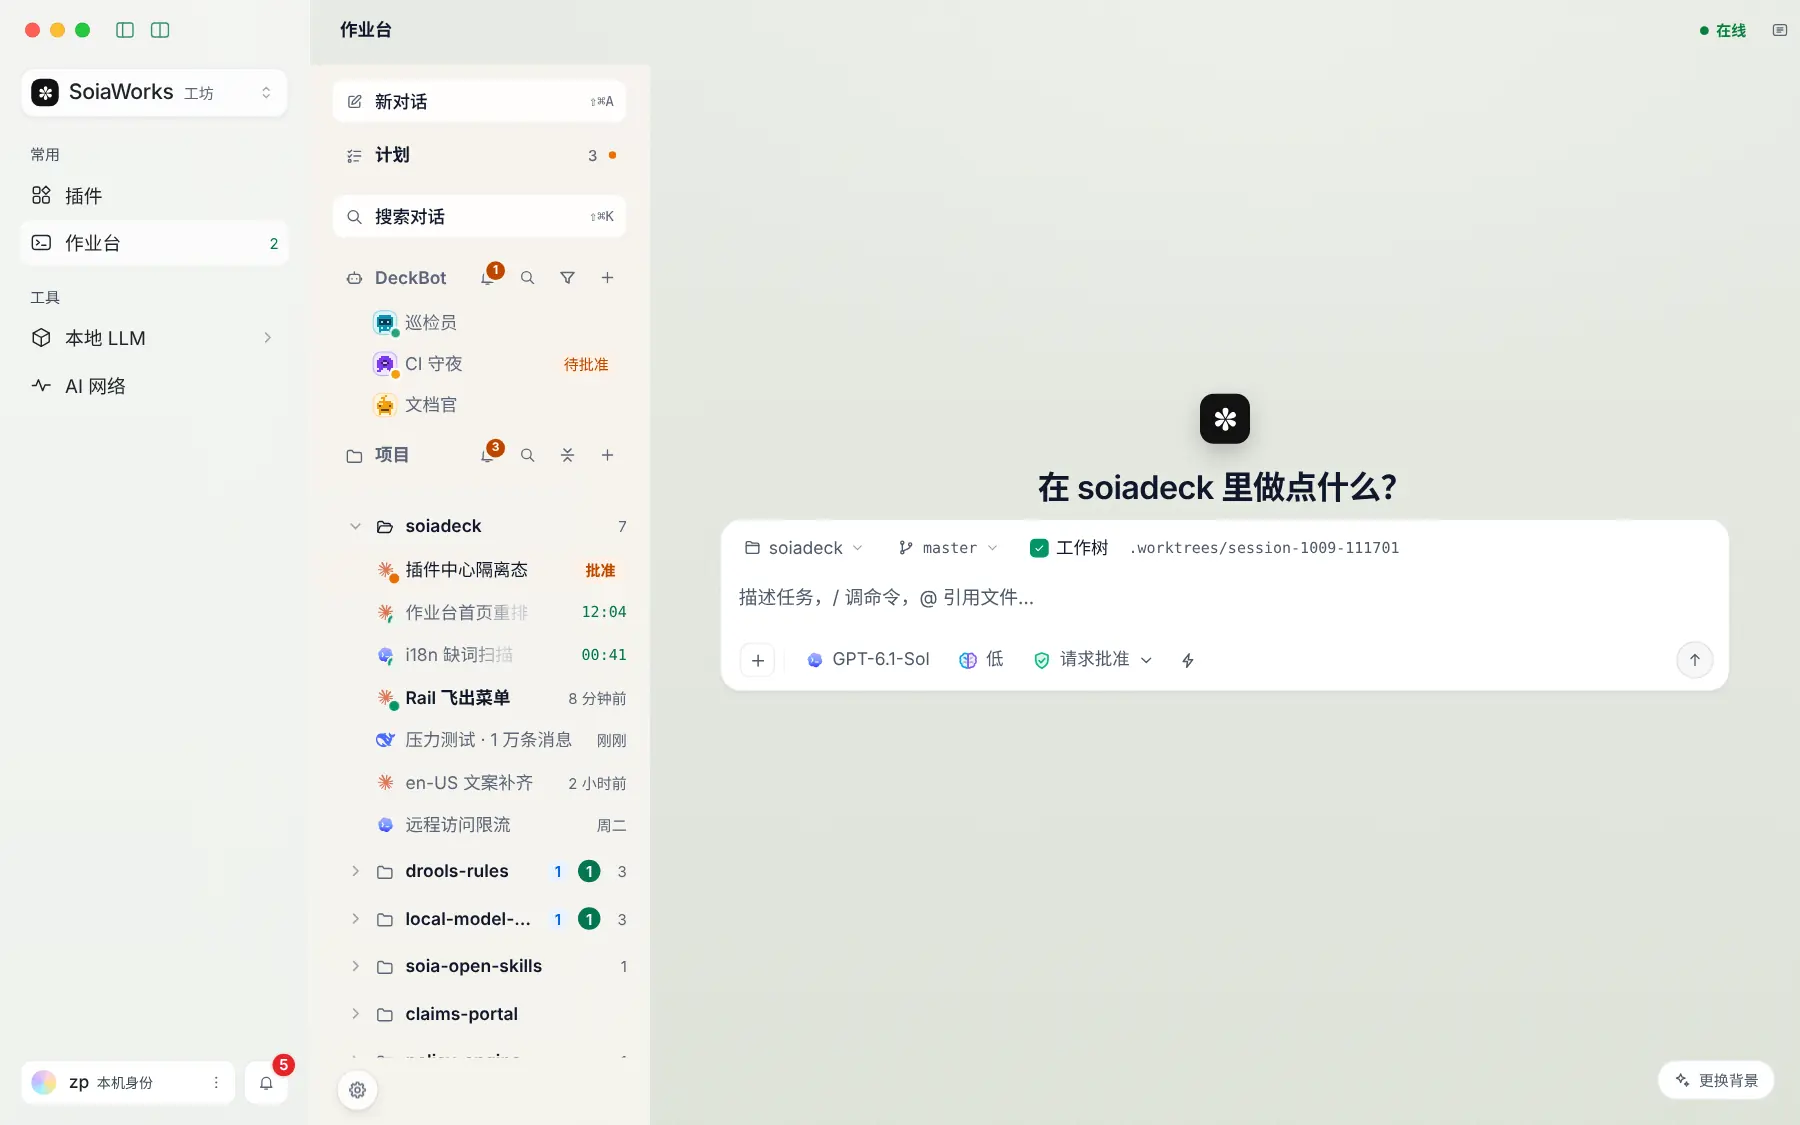 作业台
在线
SoiaWorks 工坊
常用
插件
作业台 2
工具
本地 LLM
AI 网络
zp 本机身份
5
新对话 ⇧⌘A
计划 3
搜索对话 ⇧⌘K
DeckBot 1
巡检员
CI 守夜 待批准
文档官
项目 3
soiadeck 7
插件中心隔离态 批准
作业台首页重排 12:04
i18n 缺词扫描 00:41
Rail 飞出菜单 8 分钟前
压力测试 · 1 万条消息 刚刚
en-US 文案补齐 2 小时前
远程访问限流 周二
drools-rules 1 1 3
local-model-... 1 1 3
soia-open-skills 1
claims-portal
在 soiadeck 里做点什么?
soiadeck master 工作树 .worktrees/session-1009-111701
描述任务，/ 调命令，@ 引用文件...
GPT-6.1-Sol 低 请求批准
更换背景